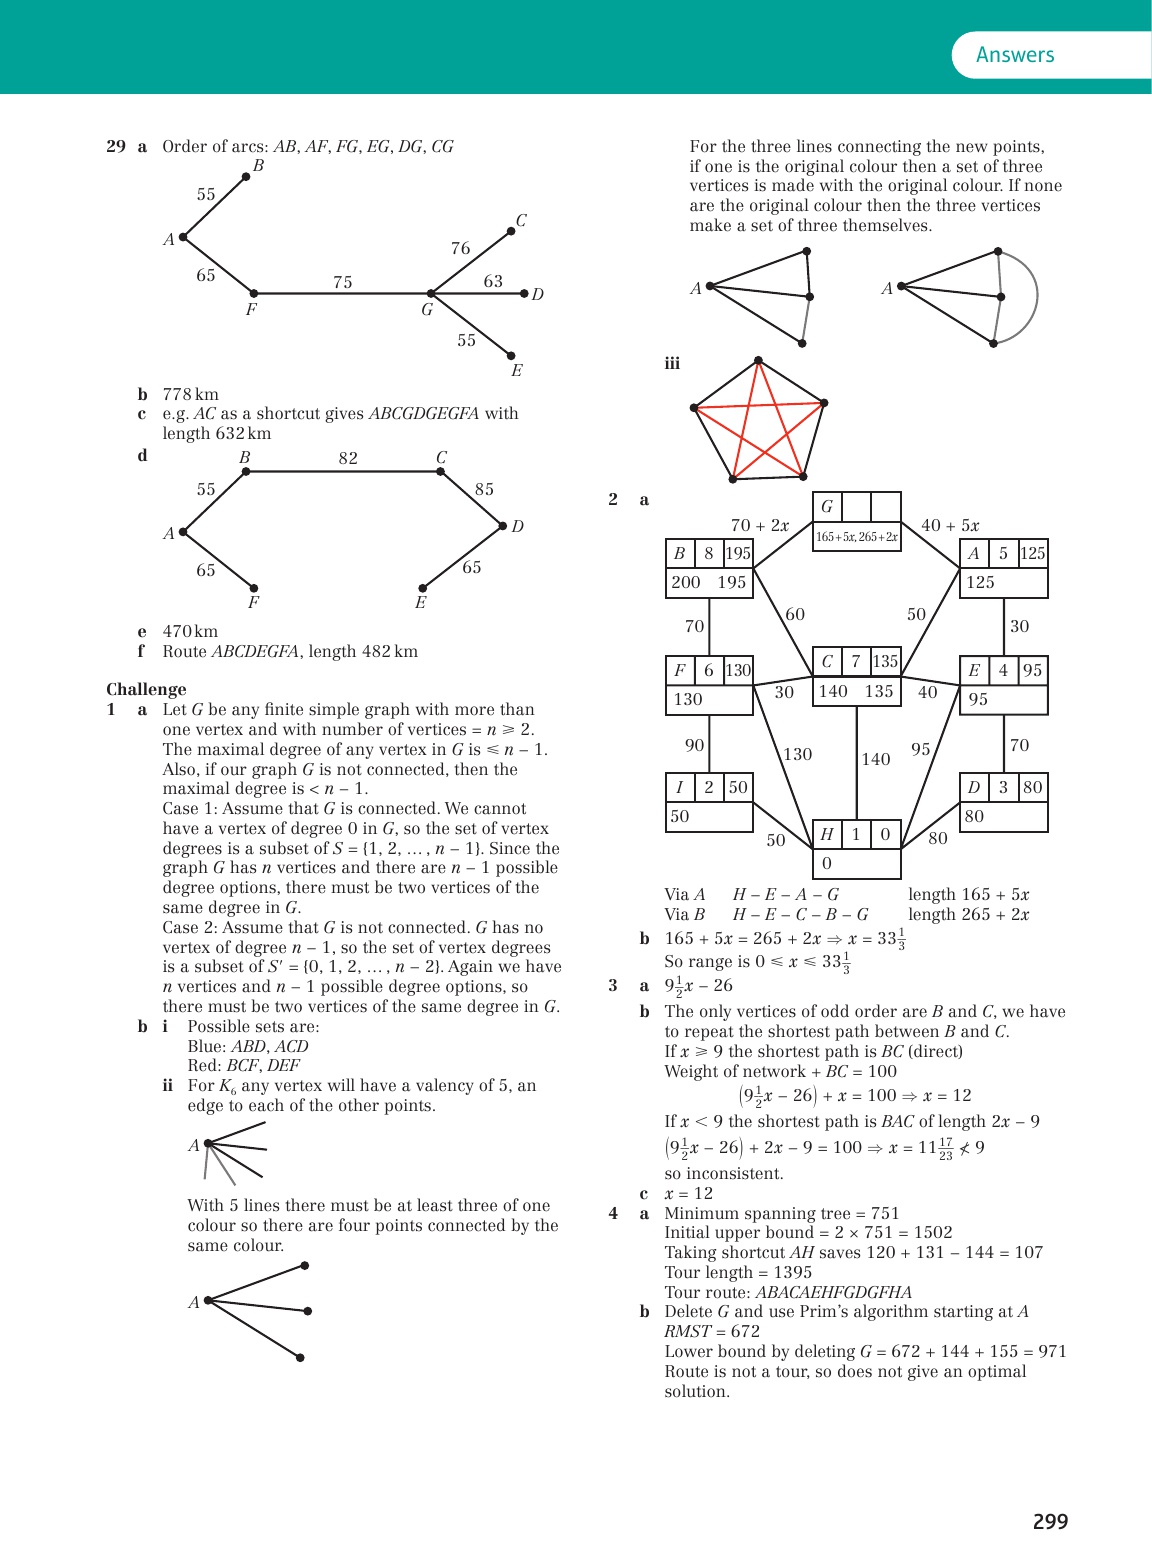 Answers
29 a Order of arcs: AB, AF, FG, EG, DG, CG
B
55
A
65
F
75
G
76
C
63
D
55
E
b 778 km
c e.g. AC as a shortcut gives ABCGDGEGFA with
length 632 km
d
B
82
C
55
85
A
D
65
65
F
E
e 470 km
f Route ABCDEGFA, length 482 km
Challenge
1 a Let G be any finite simple graph with more than
one vertex and with number of vertices = n ⩾ 2.
The maximal degree of any vertex in G is ⩽ n – 1.
Also, if our graph G is not connected, then the
maximal degree is < n – 1.
Case 1: Assume that G is connected. We cannot
have a vertex of degree 0 in G, so the set of vertex
degrees is a subset of S = {1, 2, … , n – 1}. Since the
graph G has n vertices and there are n – 1 possible
degree options, there must be two vertices of the
same degree in G.
Case 2: Assume that G is not connected. G has no
vertex of degree n – 1, so the set of vertex degrees
is a subset of S′ = {0, 1, 2, … , n – 2}. Again we have
n vertices and n – 1 possible degree options, so
there must be two vertices of the same degree in G.
b i Possible sets are:
Blue: ABD, ACD
Red: BCF, DEF
ii For K₆ any vertex will have a valency of 5, an
edge to each of the other points.
A
With 5 lines there must be at least three of one
colour so there are four points connected by the
same colour.
A
For the three lines connecting the new points,
if one is the original colour then a set of three
vertices is made with the original colour. If none
are the original colour then the three vertices
make a set of three themselves.
A
A
iii
2 a
G
165+5x, 265+2x
70 + 2x
40 + 5x
B 8 195
200 195
A 5 125
125
60
50
70
30
C 7 135
140 135
F 6 130
130
E 4 95
95
30
40
90
130
140
95
70
I 2 50
50
D 3 80
80
50
80
H 1 0
0
Via A H – E – A – G length 165 + 5x
Via B H – E – C – B – G length 265 + 2x
b 165 + 5x = 265 + 2x ⇒ x = 33 1/3
So range is 0 ⩽ x ⩽ 33 1/3
3 a 9 1/2 x – 26
b The only vertices of odd order are B and C, we have
to repeat the shortest path between B and C.
If x ⩾ 9 the shortest path is BC (direct)
Weight of network + BC = 100
(9 1/2 x – 26) + x = 100 ⇒ x = 12
If x < 9 the shortest path is BAC of length 2x – 9
(9 1/2 x – 26) + 2x – 9 = 100 ⇒ x = 11 17/23 ≮ 9
so inconsistent.
c x = 12
4 a Minimum spanning tree = 751
Initial upper bound = 2 × 751 = 1502
Taking shortcut AH saves 120 + 131 – 144 = 107
Tour length = 1395
Tour route: ABACAEHFGDGFHA
b Delete G and use Prim's algorithm starting at A
RMST = 672
Lower bound by deleting G = 672 + 144 + 155 = 971
Route is not a tour, so does not give an optimal
solution.
299